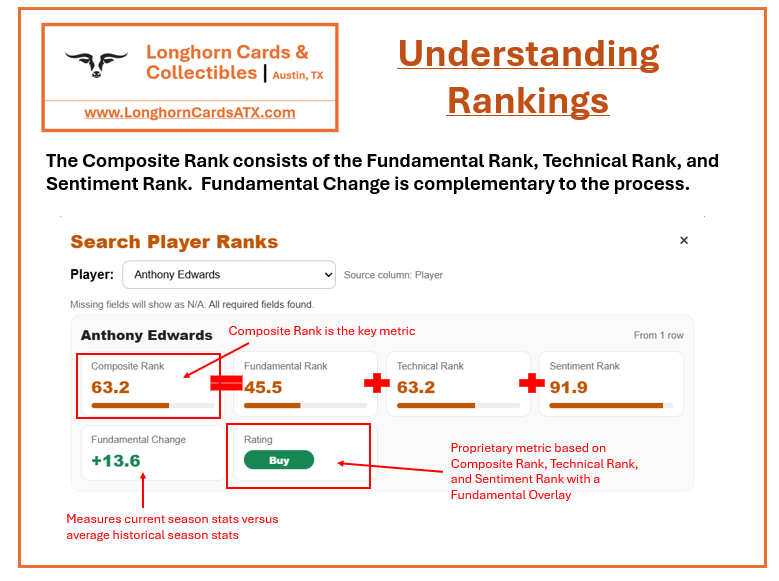 Longhorn Cards &
Collectibles | Austin, TX
www.LonghornCardsATX.com
Understanding
Rankings
The Composite Rank consists of the Fundamental Rank, Technical Rank, and
Sentiment Rank.  Fundamental Change is complementary to the process.
Search Player Ranks
×
Player:
Anthony Edwards
Source column: Player
Missing fields will show as N/A. All required fields found.
Anthony Edwards
Composite Rank is the key metric
From 1 row
Composite Rank
63.2
=
Fundamental Rank
45.5
+
Technical Rank
63.2
+
Sentiment Rank
91.9
Fundamental Change
+13.6
Rating
Buy
Proprietary metric based on
Composite Rank, Technical Rank,
and Sentiment Rank with a
Fundamental Overlay
Measures current season stats versus
average historical season stats